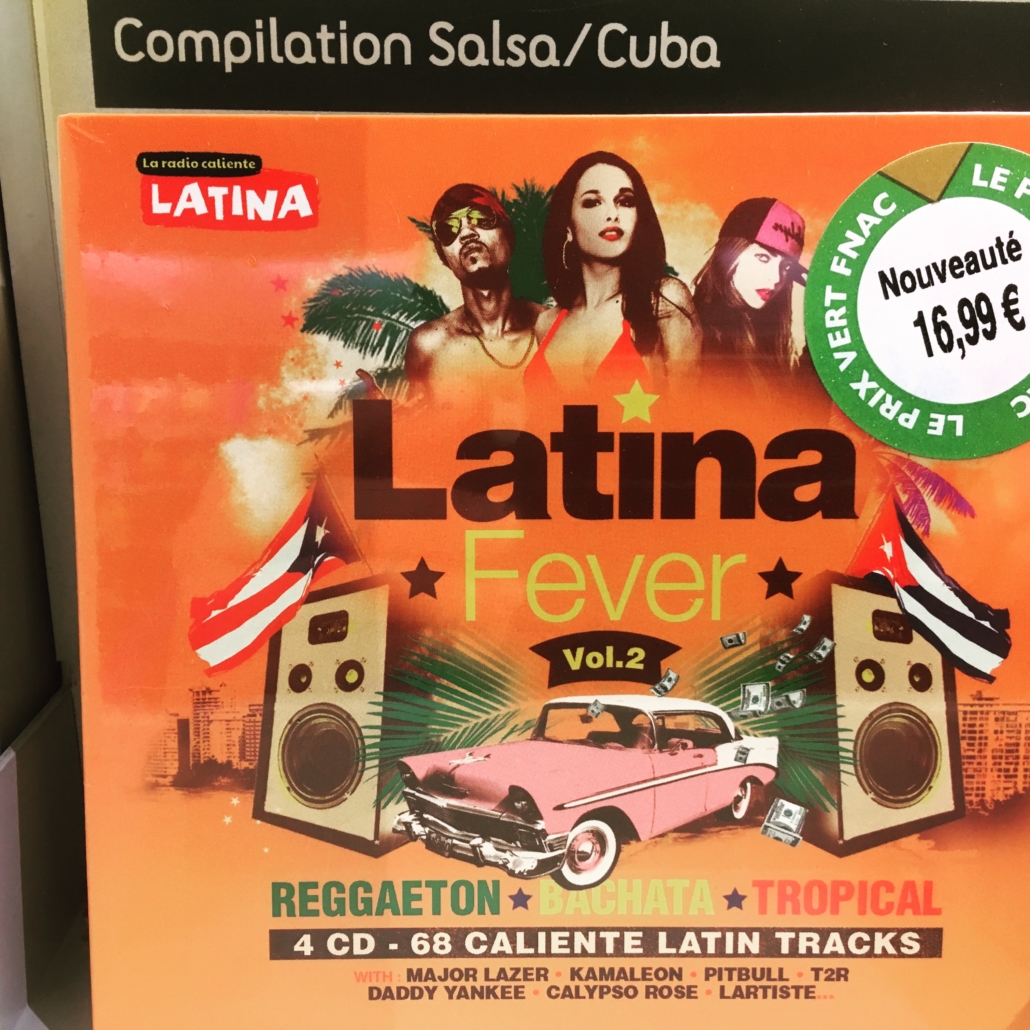 Compilation Salsa/Cuba
La radio caliente
LATINA
LE PRIX VERT FNAC
Nouveauté
16,99 €
Latina
Fever
Vol.2
REGGAETON ★ BACHATA ★ TROPICAL
4 CD - 68 CALIENTE LATIN TRACKS
WITH : MAJOR LAZER • KAMALEON • PITBULL • T2R
DADDY YANKEE • CALYPSO ROSE • LARTISTE...